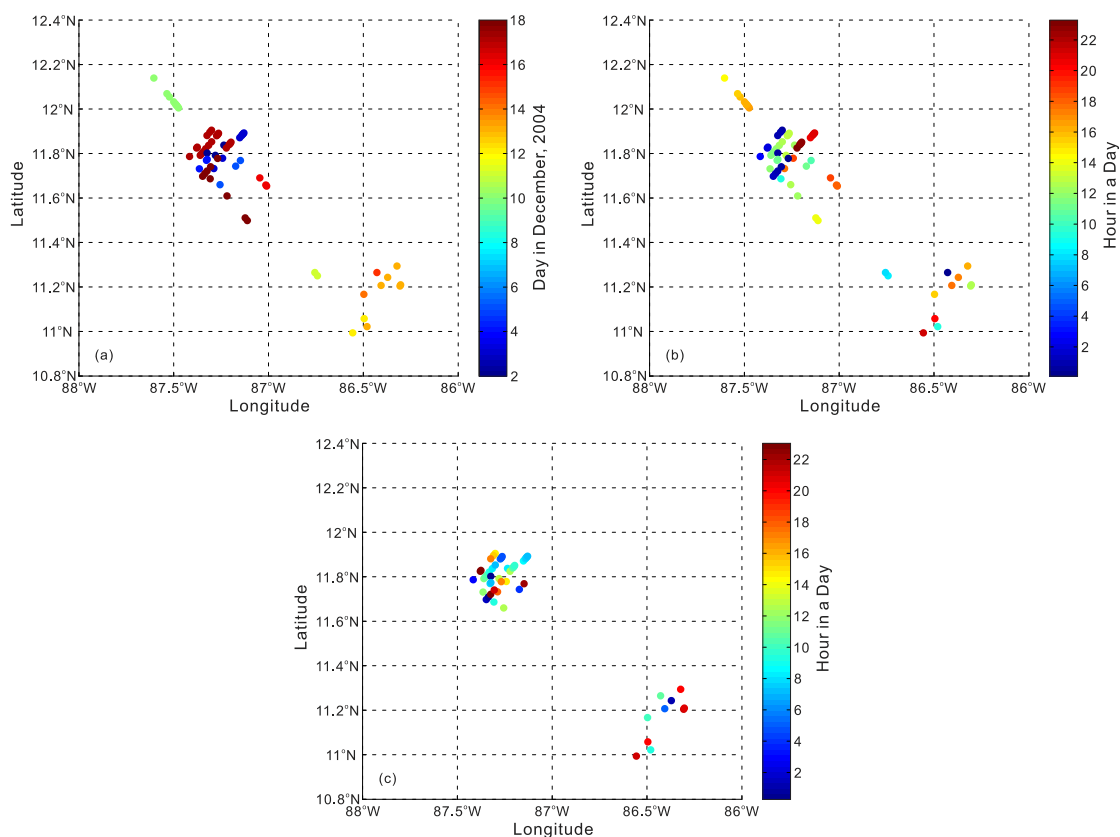 12.4°N
12.2°N
12°N
11.8°N
11.6°N
11.4°N
11.2°N
11°N
10.8°N
88°W
87.5°W
87°W
86.5°W
86°W
Latitude
Longitude
(a)
18
16
14
12
10
8
6
4
2
Day in December, 2004
12.4°N
12.2°N
12°N
11.8°N
11.6°N
11.4°N
11.2°N
11°N
10.8°N
88°W
87.5°W
87°W
86.5°W
86°W
Latitude
Longitude
(b)
22
20
18
16
14
12
10
8
6
4
2
Hour in a Day
12.4°N
12.2°N
12°N
11.8°N
11.6°N
11.4°N
11.2°N
11°N
10.8°N
88°W
87.5°W
87°W
86.5°W
86°W
Latitude
Longitude
(c)
22
20
18
16
14
12
10
8
6
4
2
Hour in a Day